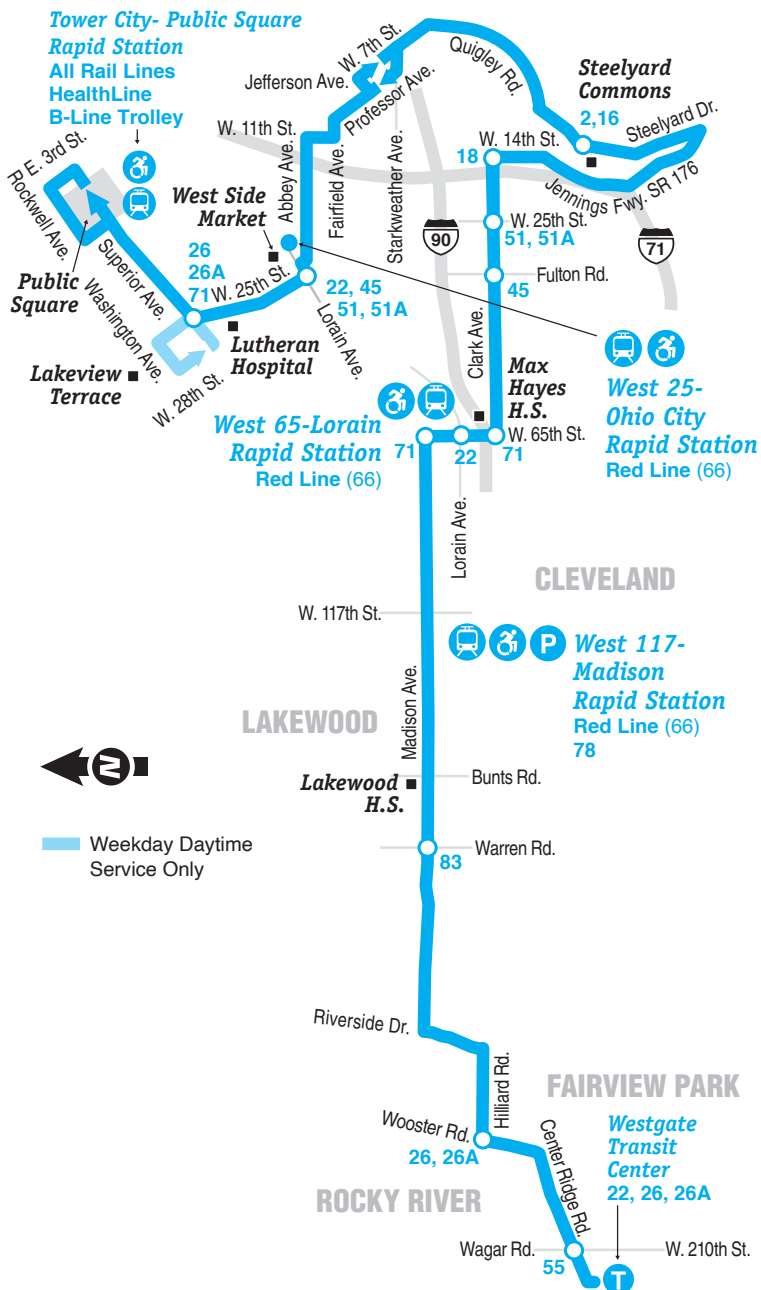 Tower City- Public Square
Rapid Station
All Rail Lines
HealthLine
B-Line Trolley
W. 7th St.
Jefferson Ave.
Professor Ave.
Quigley Rd.
Steelyard
Commons
2,16
Steelyard Dr.
W. 11th St.
E. 3rd St.
Rockwell Ave.
Abbey Ave.
Fairfield Ave.
Starkweather Ave.
18
W. 14th St.
Jennings Fwy. SR 176
West Side
Market
90
W. 25th St.
51, 51A
71
Public
Square
Superior Ave.
Washington Ave.
26
26A
71
W. 25th St.
22, 45
51, 51A
Lorain Ave.
Fulton Rd.
45
Clark Ave.
Lutheran
Hospital
Lakeview
Terrace
W. 28th St.
Max
Hayes
H.S.
West 25-
Ohio City
Rapid Station
Red Line (66)
West 65-Lorain
Rapid Station
Red Line (66)
71
22
71
W. 65th St.
Lorain Ave.
CLEVELAND
W. 117th St.
P
West 117-
Madison
Rapid Station
Red Line (66)
78
Madison Ave.
LAKEWOOD
N
Lakewood
H.S.
Bunts Rd.
Weekday Daytime
Service Only
Warren Rd.
83
Riverside Dr.
Hilliard Rd.
FAIRVIEW PARK
Wooster Rd.
26, 26A
Center Ridge Rd.
Westgate
Transit
Center
22, 26, 26A
ROCKY RIVER
Wagar Rd.
W. 210th St.
55
T